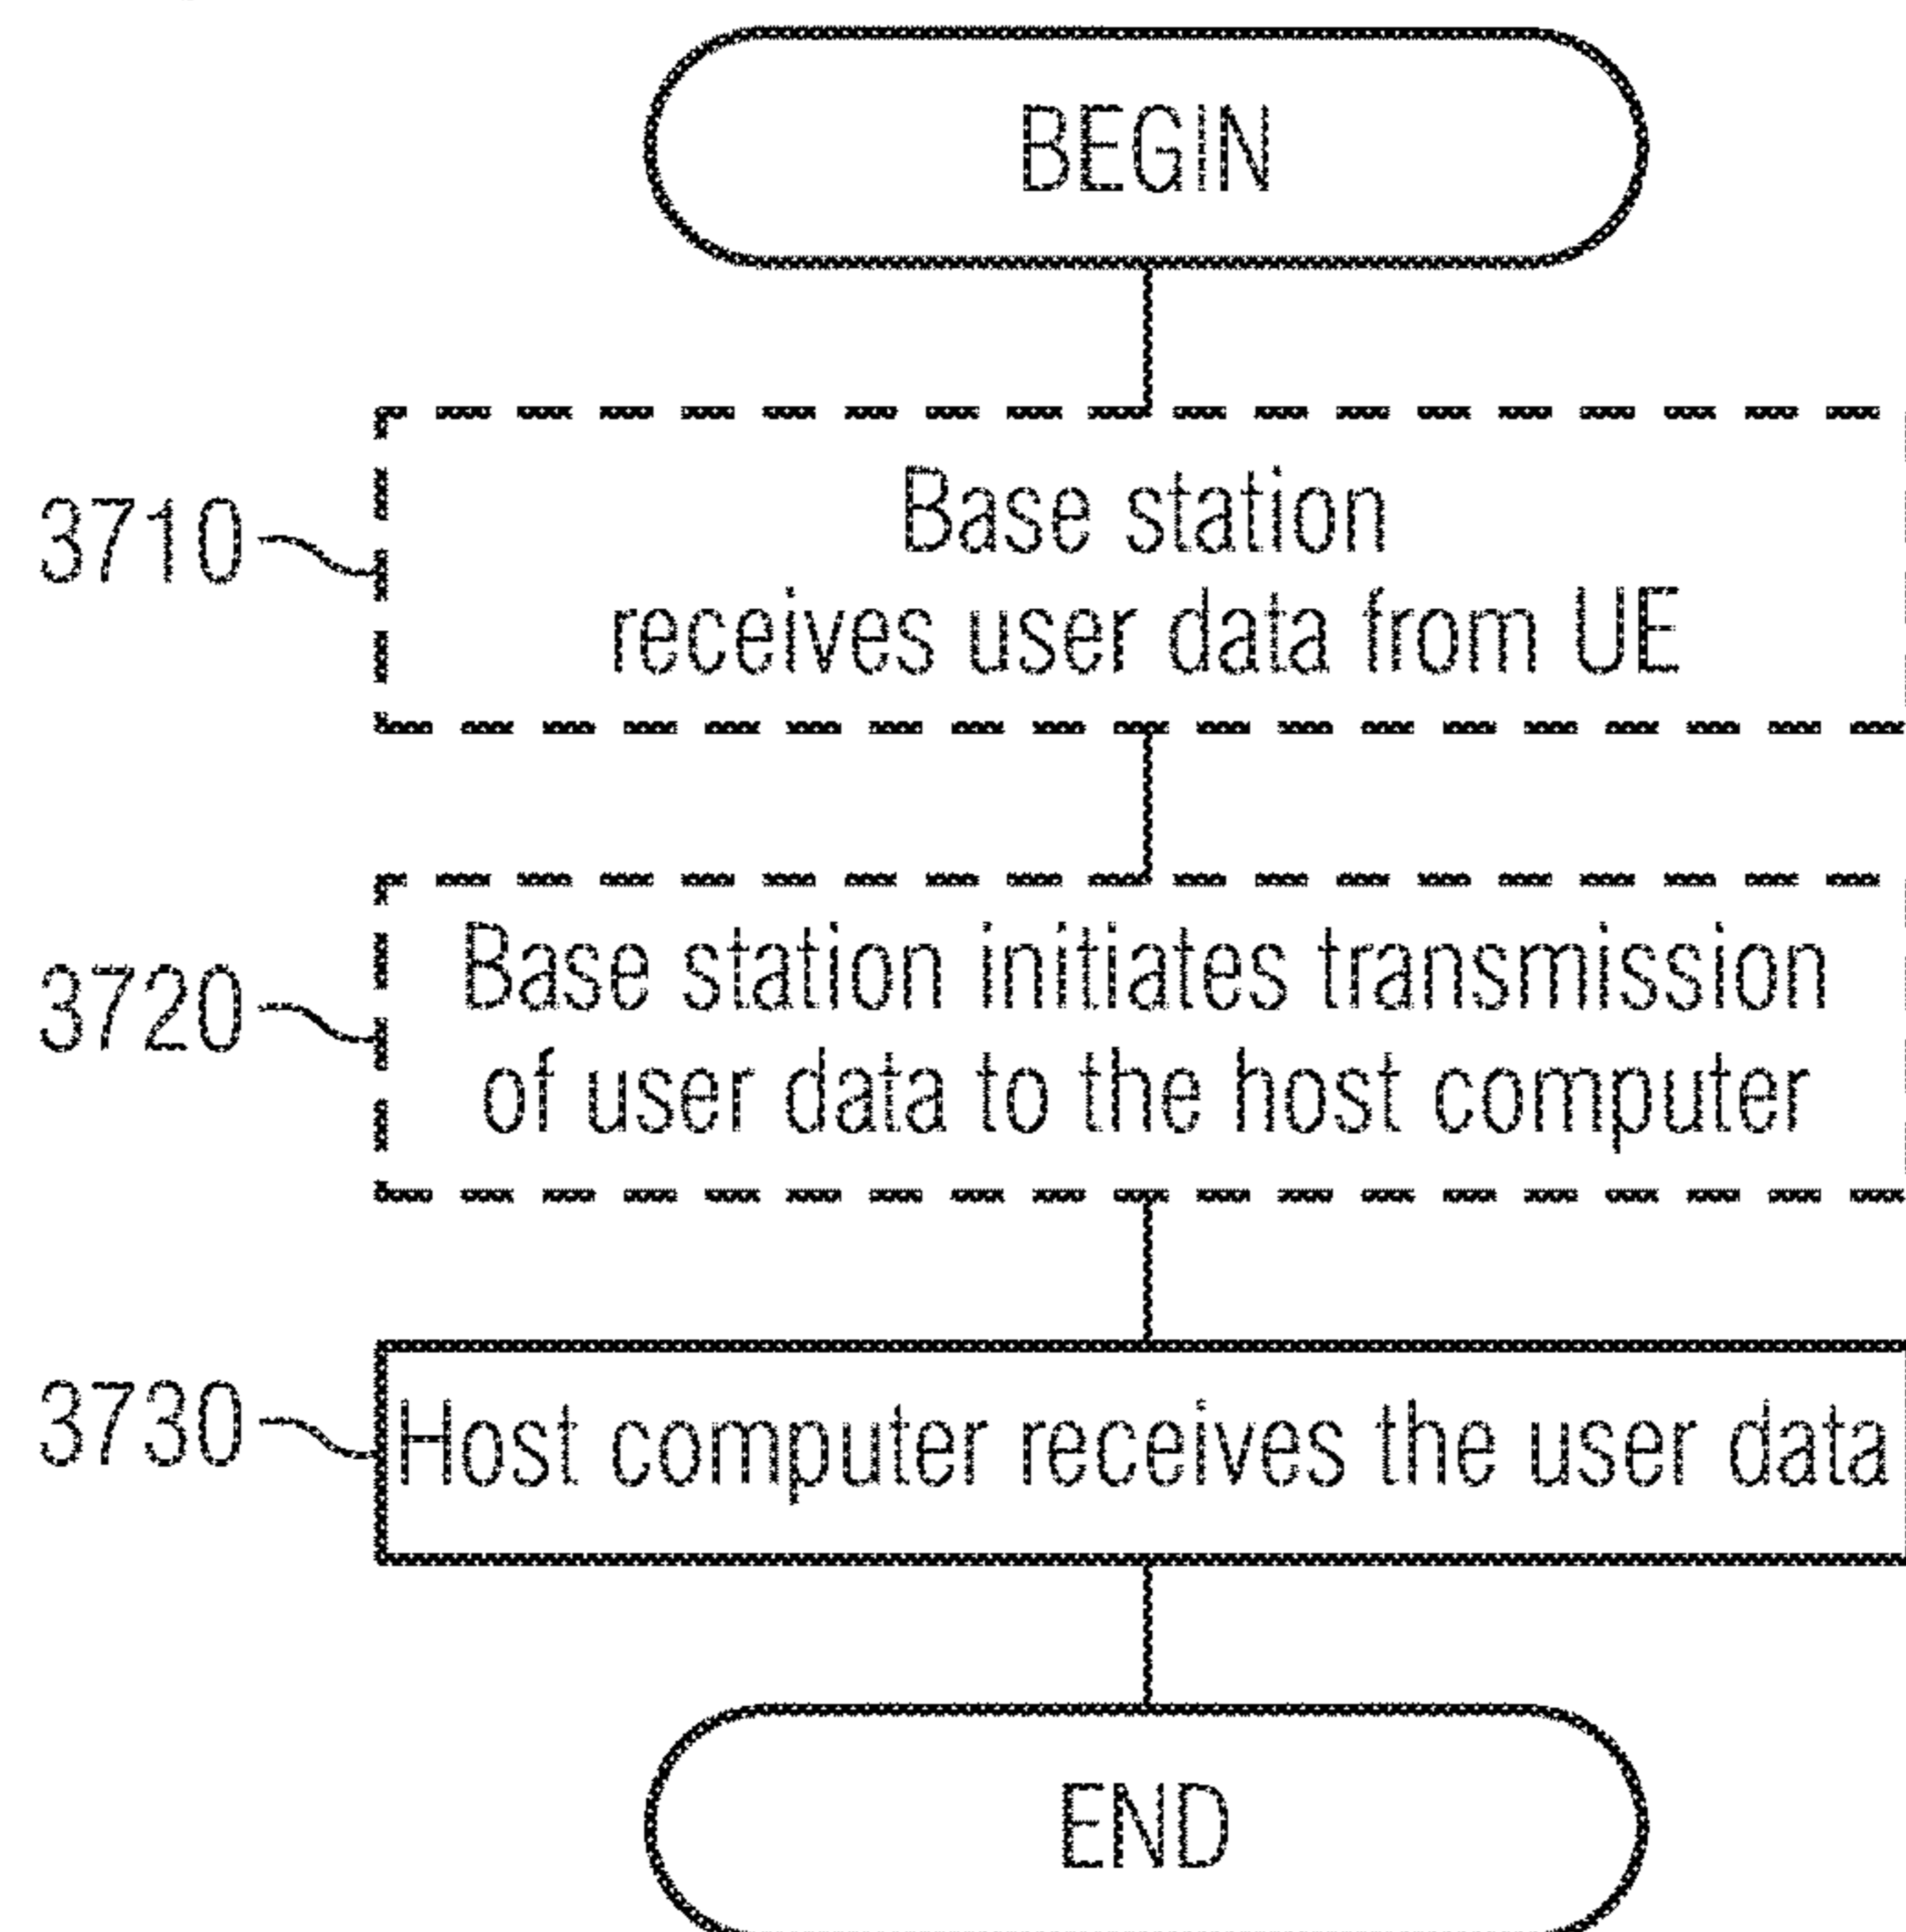 BEGIN
3710
Base station
receives user data from UE
3720
Base station initiates transmission
of user data to the host computer
3730
Host computer receives the user data
END